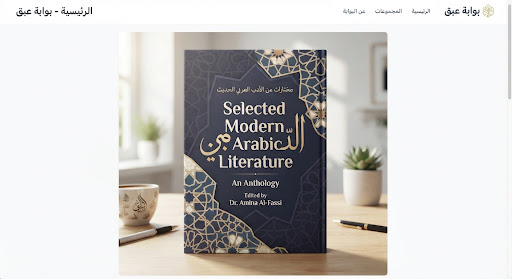 بوابة عبق الرئيسية المجموعات عن البوابة الرئيسية - بوابة عبق
مختارات من الأدب العربي الحديث
Selected
Modern
Arabic
Literature
An Anthology
Edited by
Dr. Amina Al-Fassi